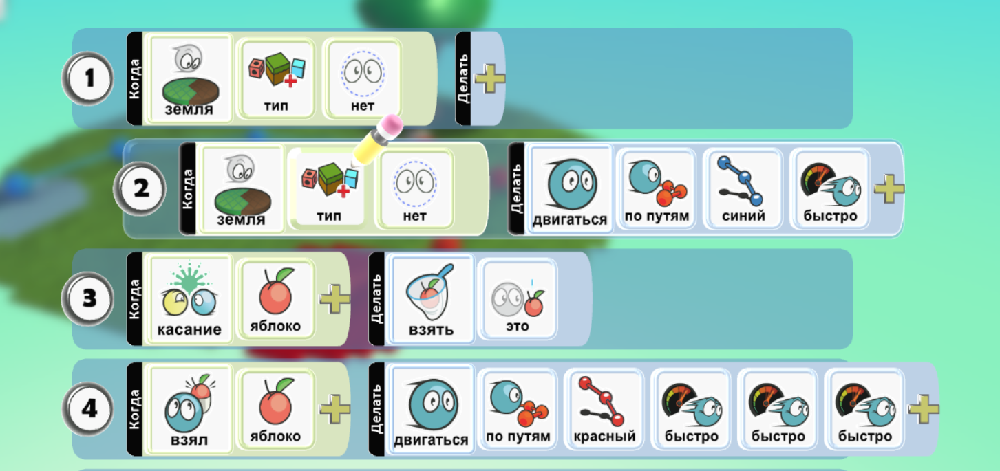 1 Когда земля тип нет Делать
2 Когда земля тип нет Делать двигаться по путям синий быстро
3 Когда касание яблоко Делать взять это
4 Когда взял яблоко Делать двигаться по путям красный быстро быстро быстро